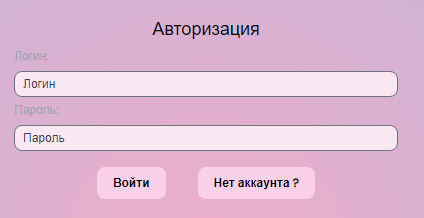 Авторизация
Логин:
Логин
Пароль:
Пароль
Войти
Нет аккаунта ?